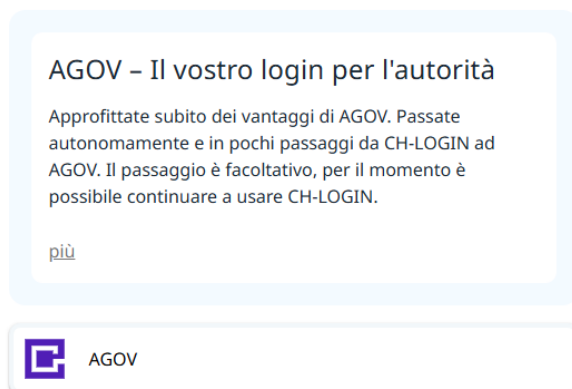 AGOV – Il vostro login per l'autorità
Approfittate subito dei vantaggi di AGOV. Passate
autonomamente e in pochi passaggi da CH-LOGIN ad
AGOV. Il passaggio è facoltativo, per il momento è
possibile continuare a usare CH-LOGIN.
più
AGOV